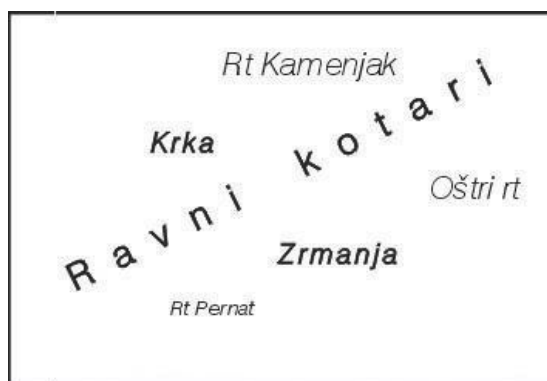 Rt Kamenjak
Ravni kotari
Krka
Oštri rt
Zrmanja
Rt Pernat